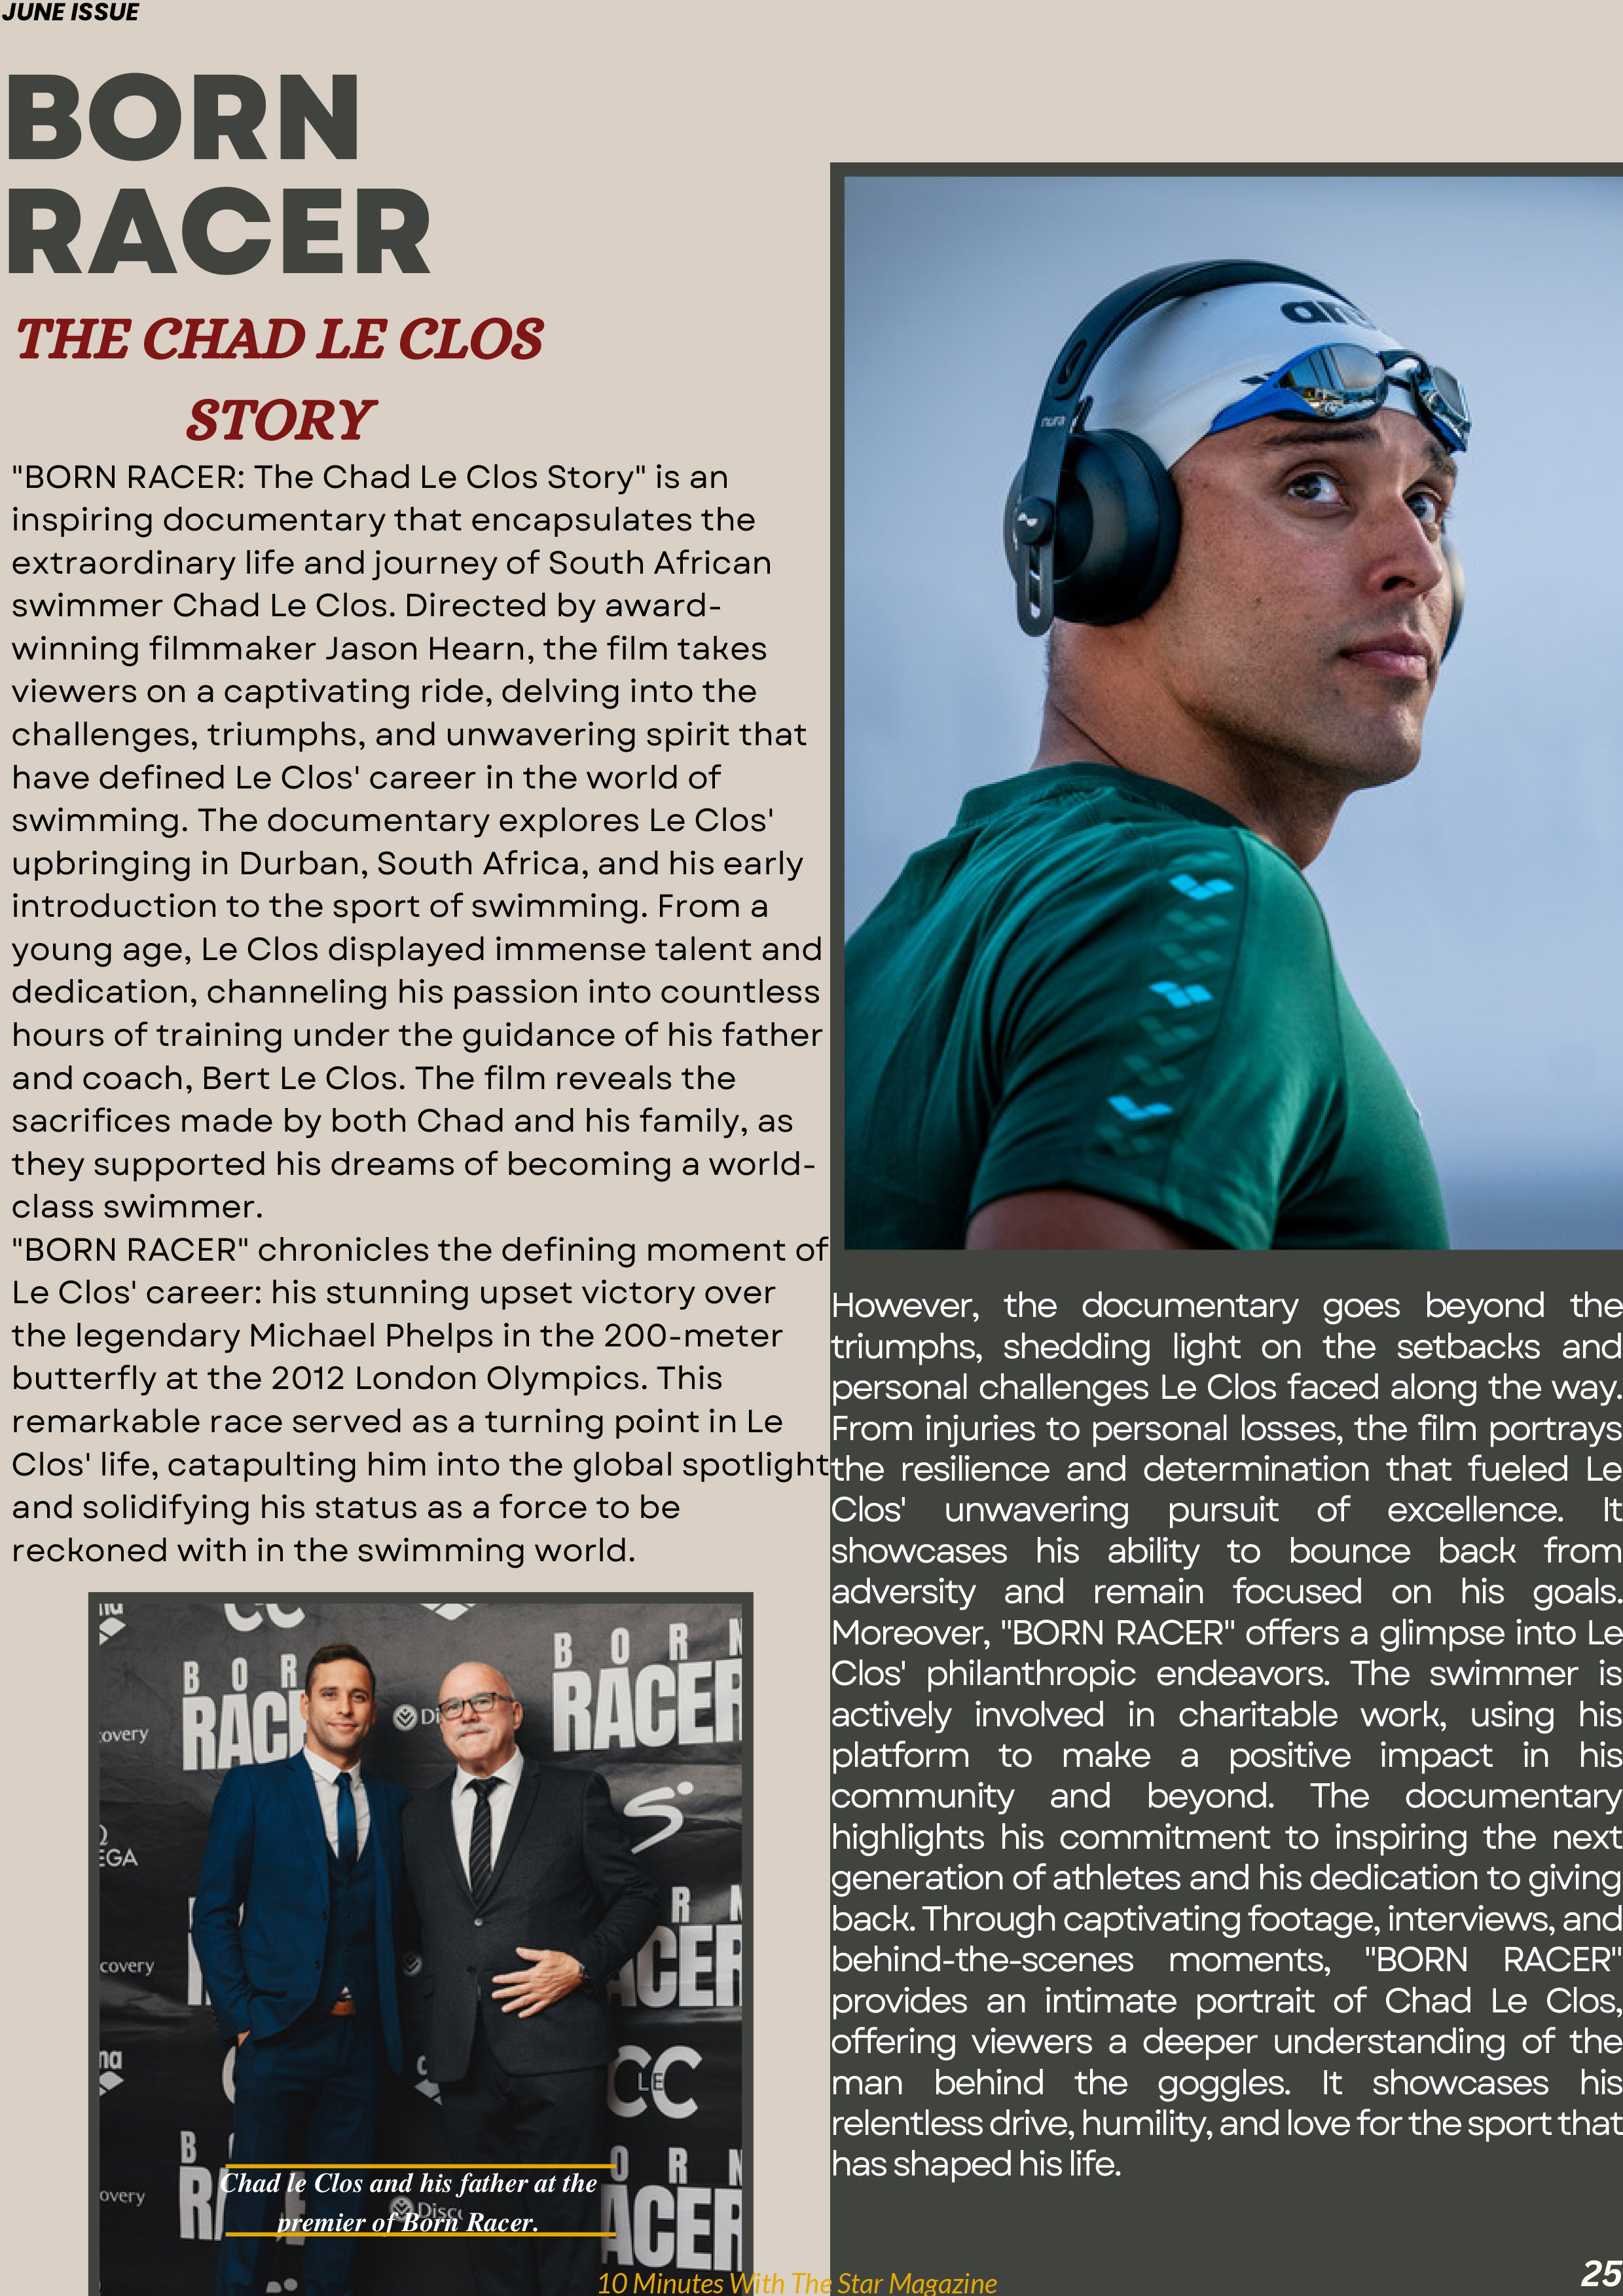 JUNE ISSUE
BORN
RACER
THE CHAD LE CLOS
STORY
"BORN RACER: The Chad Le Clos Story" is an
inspiring documentary that encapsulates the
extraordinary life and journey of South African
swimmer Chad Le Clos. Directed by award-
winning filmmaker Jason Hearn, the film takes
viewers on a captivating ride, delving into the
challenges, triumphs, and unwavering spirit that
have defined Le Clos' career in the world of
swimming. The documentary explores Le Clos'
upbringing in Durban, South Africa, and his early
introduction to the sport of swimming. From a
young age, Le Clos displayed immense talent and
dedication, channeling his passion into countless
hours of training under the guidance of his father
and coach, Bert Le Clos. The film reveals the
sacrifices made by both Chad and his family, as
they supported his dreams of becoming a world-
class swimmer.
"BORN RACER" chronicles the defining moment of
Le Clos' career: his stunning upset victory over
the legendary Michael Phelps in the 200-meter
butterfly at the 2012 London Olympics. This
remarkable race served as a turning point in Le
Clos' life, catapulting him into the global spotlight
and solidifying his status as a force to be
reckoned with in the swimming world.
nura
BORN
RACER
Chad le Clos and his father at the
premier of Born Racer.
However, the documentary goes beyond the
triumphs, shedding light on the setbacks and
personal challenges Le Clos faced along the way.
From injuries to personal losses, the film portrays
the resilience and determination that fueled Le
Clos' unwavering pursuit of excellence. It
showcases his ability to bounce back from
adversity and remain focused on his goals.
Moreover, "BORN RACER" offers a glimpse into Le
Clos' philanthropic endeavors. The swimmer is
actively involved in charitable work, using his
platform to make a positive impact in his
community and beyond. The documentary
highlights his commitment to inspiring the next
generation of athletes and his dedication to giving
back. Through captivating footage, interviews, and
behind-the-scenes moments, "BORN RACER"
provides an intimate portrait of Chad Le Clos,
offering viewers a deeper understanding of the
man behind the goggles. It showcases his
relentless drive, humility, and love for the sport that
has shaped his life.
10 Minutes With The Star Magazine
25